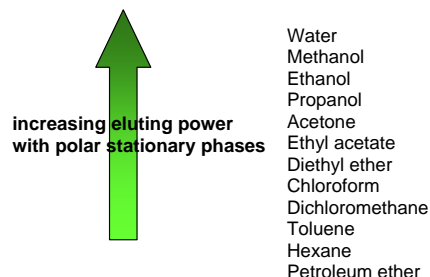 increasing eluting power
with polar stationary phases
Water
Methanol
Ethanol
Propanol
Acetone
Ethyl acetate
Diethyl ether
Chloroform
Dichloromethane
Toluene
Hexane
Petroleum ether